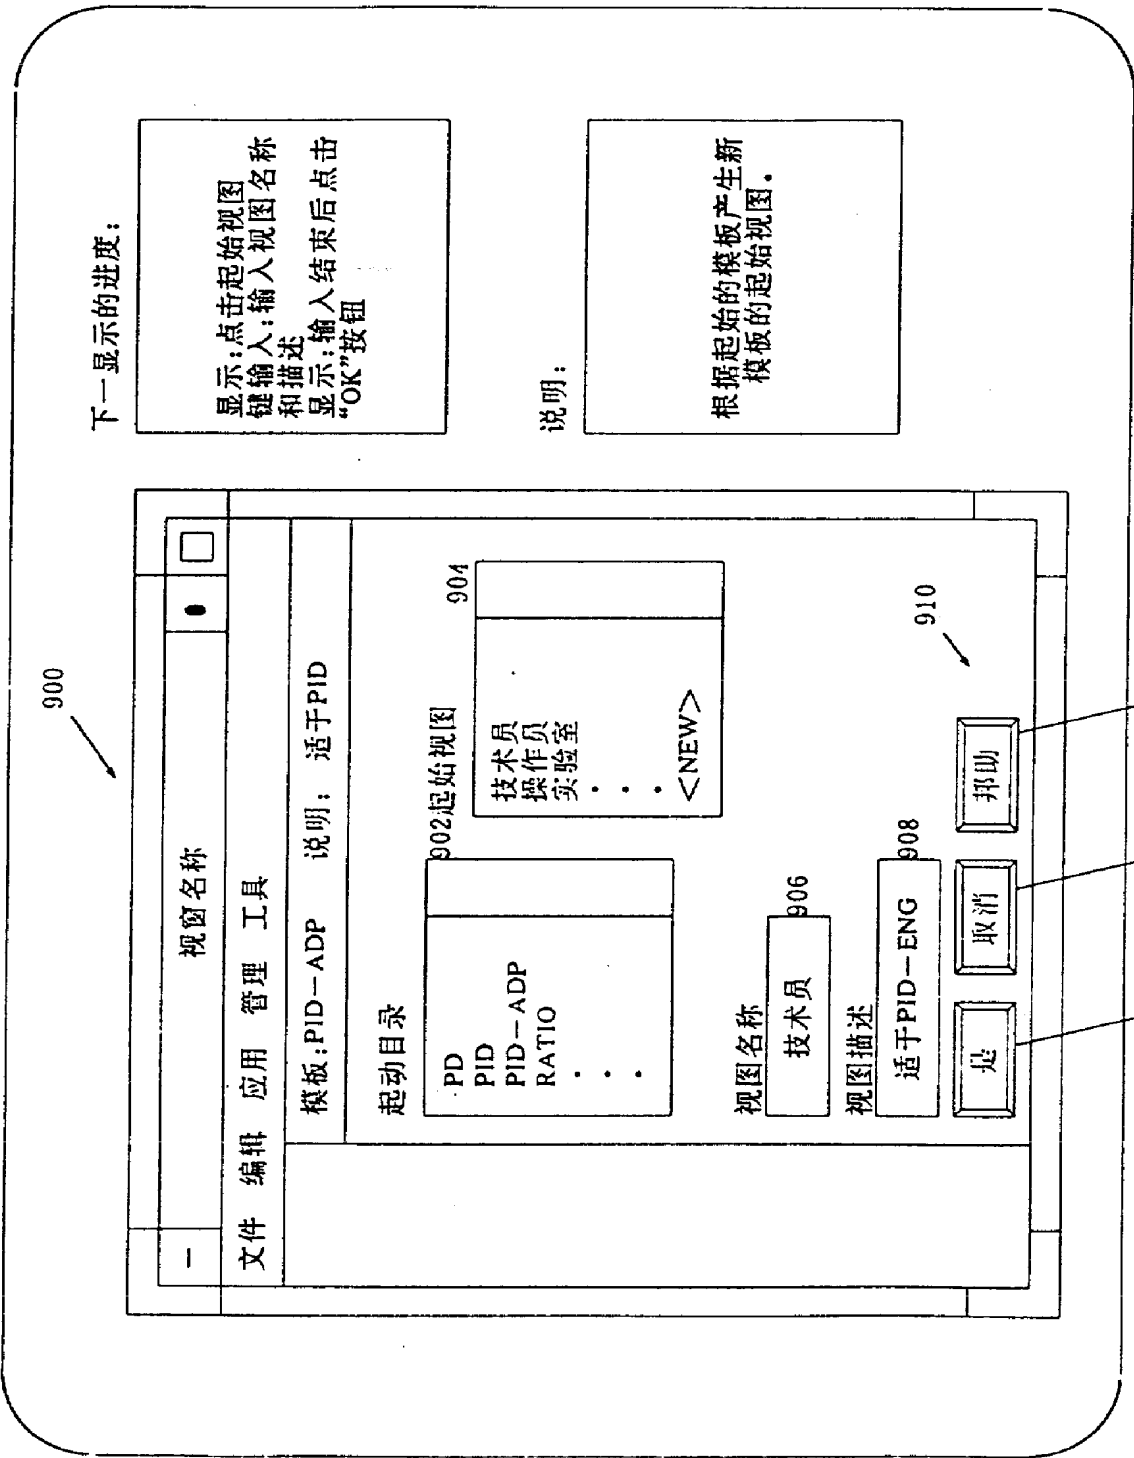 900
视窗名称
文件 编辑 应用 管理 工具
模板:PID-ADP 说明: 适于PID
起动目录
902起始视图
904
PD
PID
PID-ADP
RATIO
技术员
操作员
实验室
<NEW>
视图名称
906
技术员
视图描述
908
适于PID-ENG
910
是
取消
帮助
下一显示的进度:
显示:点击起始视图
键输入:输入视图名称
和描述
显示:输入结束后点击
“OK”按钮
说明:
根据起始的模板产生新
模板的起始视图.